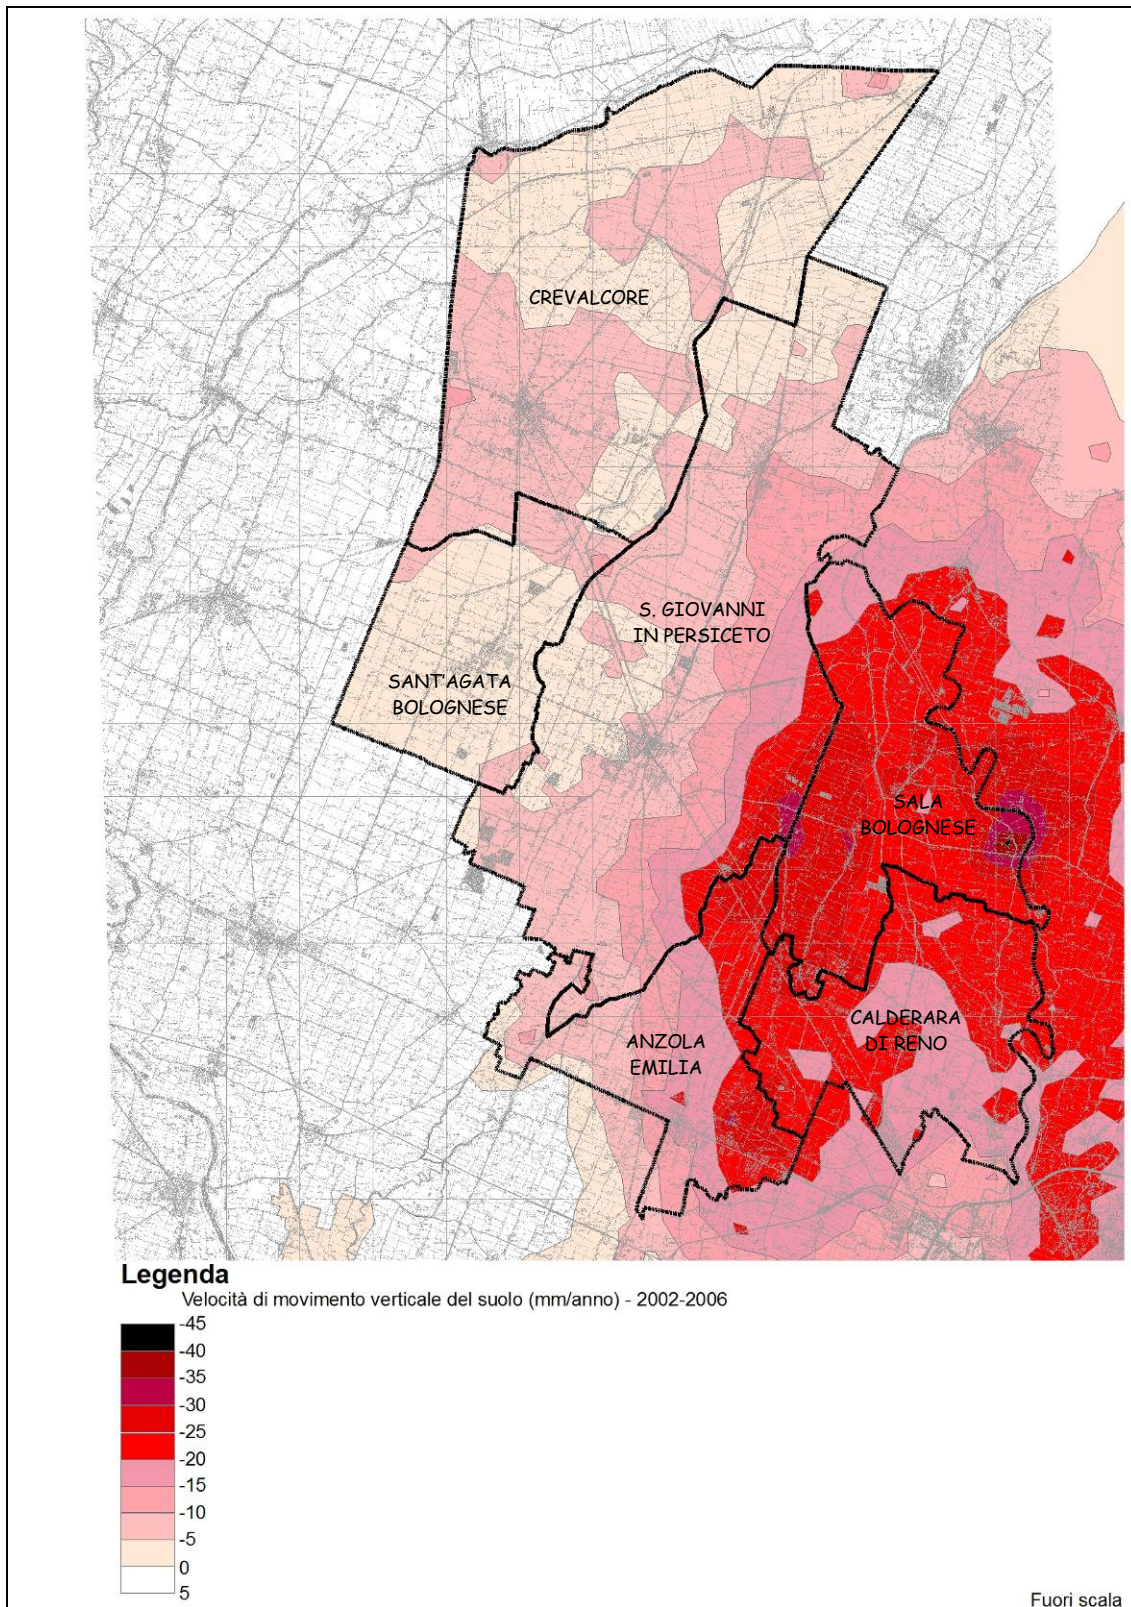 CREVALCORE
S. GIOVANNI
IN PERSICETO
SANT'AGATA
BOLOGNESE
SALA
BOLOGNESE
CALDERARA
DI RENO
ANZOLA
EMILIA
Legenda
Velocità di movimento verticale del suolo (mm/anno) - 2002-2006
-45
-40
-35
-30
-25
-20
-15
-10
-5
0
5
Fuori scala